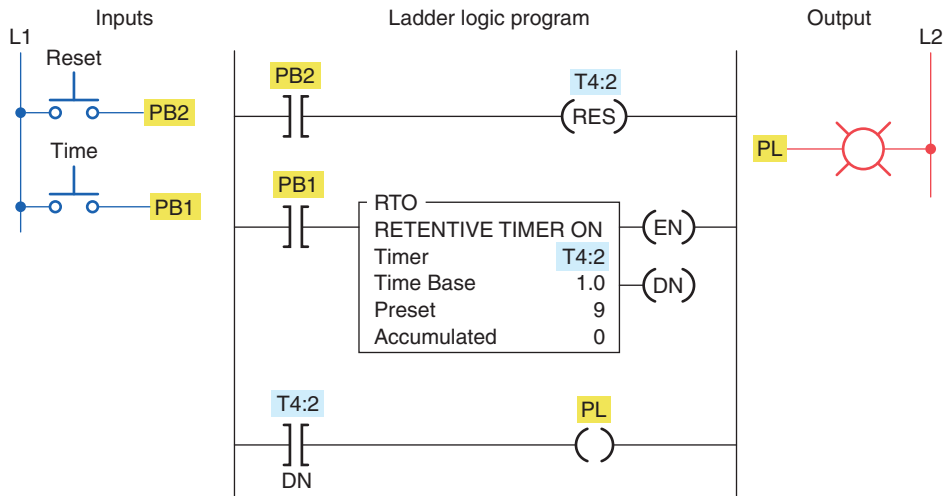 Inputs
Ladder logic program
Output
L1
L2
Reset
PB2
PB2
T4:2
RES
PL
Time
PB1
PB1
RTO
RETENTIVE TIMER ON
EN
Timer T4:2
DN
Time Base 1.0
Preset 9
Accumulated 0
T4:2
PL
DN